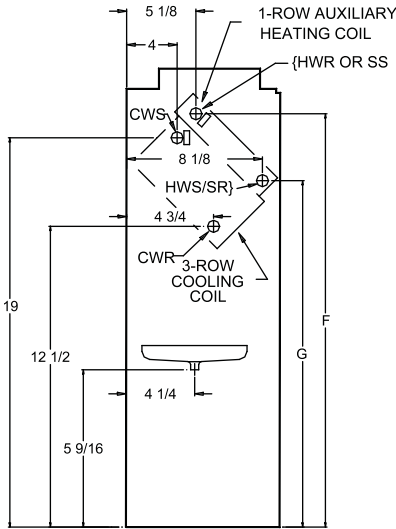 5 1/8
1-ROW AUXILIARY
HEATING COIL
4
{HWR OR SS
CWS
8 1/8
HWS/SR}
4 3/4
CWR
3-ROW
COOLING
COIL
19
F
12 1/2
G
4 1/4
5 9/16